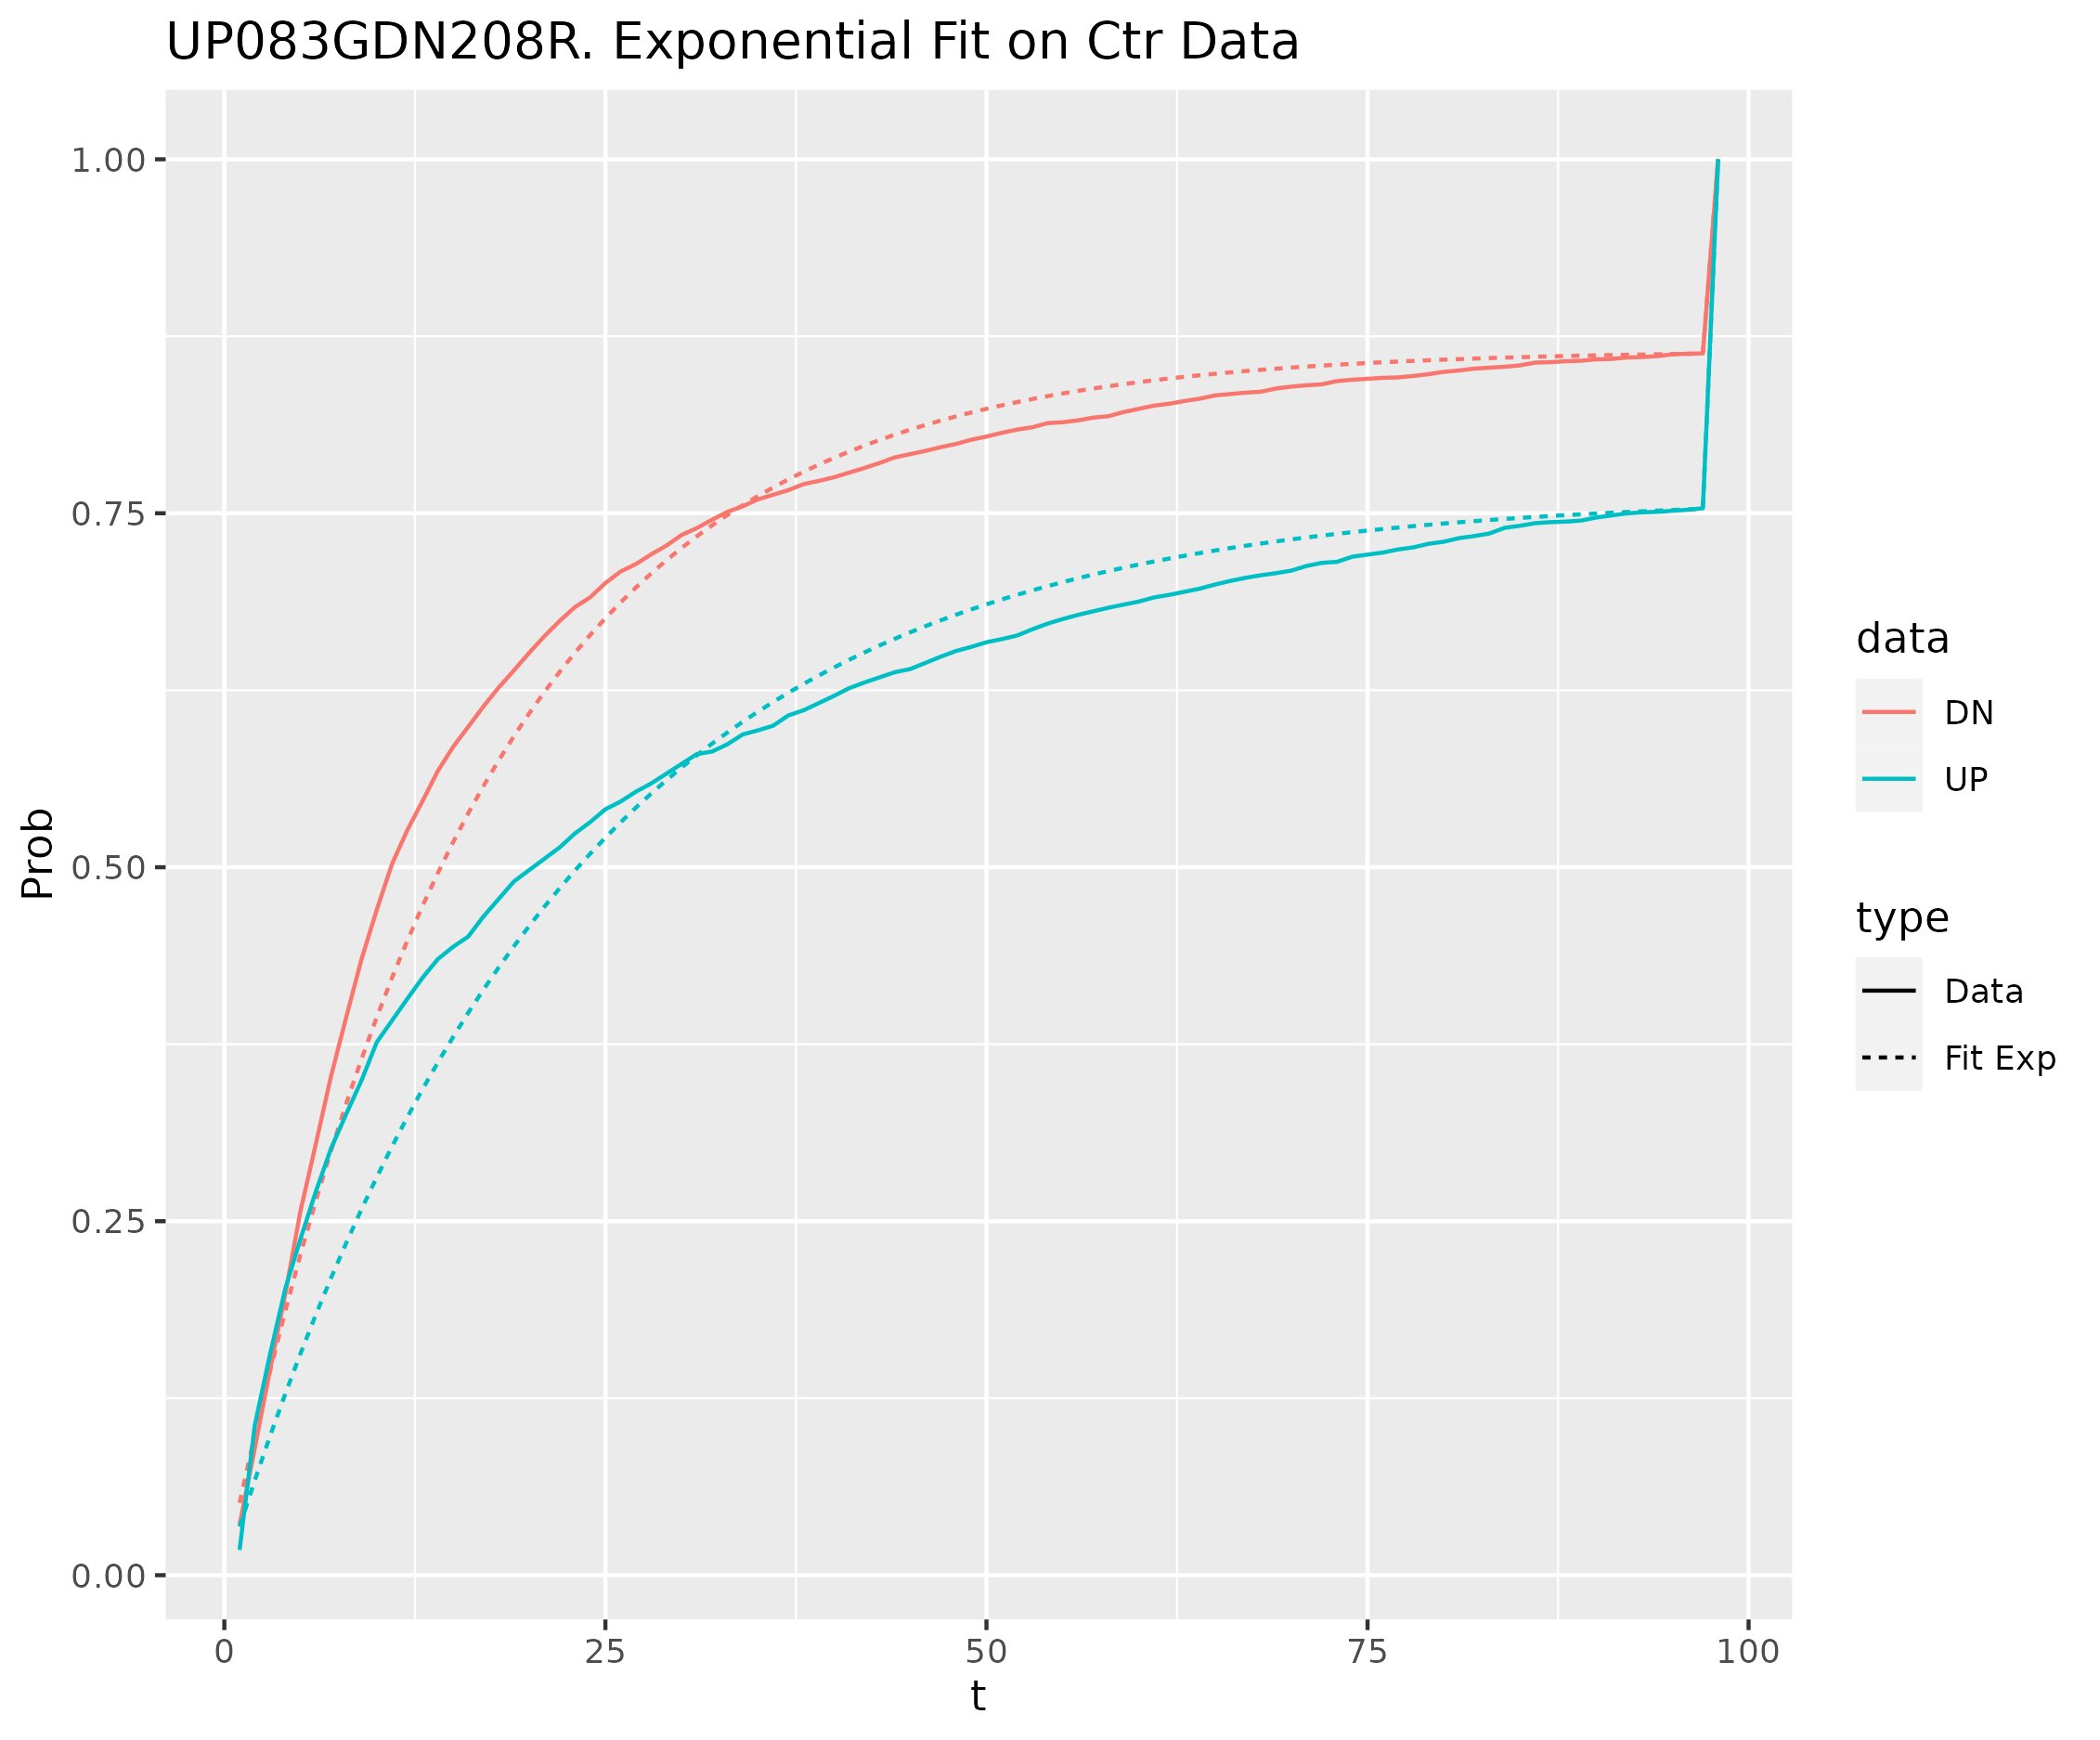 UP083GDN208R. Exponential Fit on Ctr Data
Prob
1.00
0.75
0.50
0.25
0.00
0 25 50 75 100
t
data
DN
UP
type
Data
Fit Exp